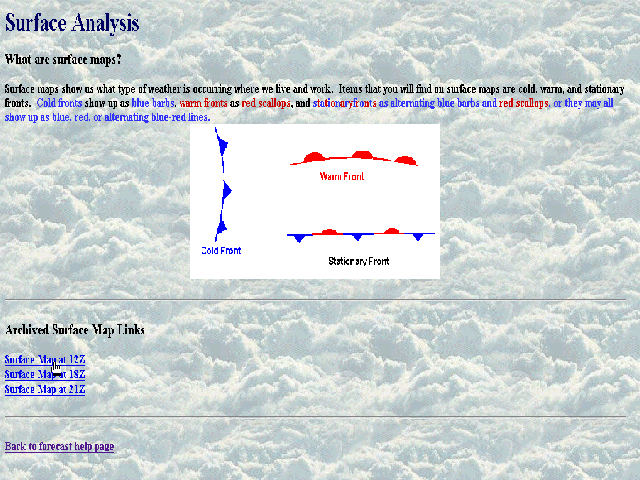 Surface Analysis
What are surface maps?
Surface maps show us what type of weather is occurring where we live and work. Items that you will find on surface maps are cold, warm, and stationary
fronts. Cold fronts show up as blue barbs, warm fronts as red scallops, and stationaryfronts as alternating blue barbs and red scallops, or they may all
show up as blue, red, or alternating blue-red lines.
Warm Front
Cold Front
Stationary Front
Archived Surface Map Links
Surface Map at 12Z
Surface Map at 18Z
Surface Map at 21Z
Back to forecast help page